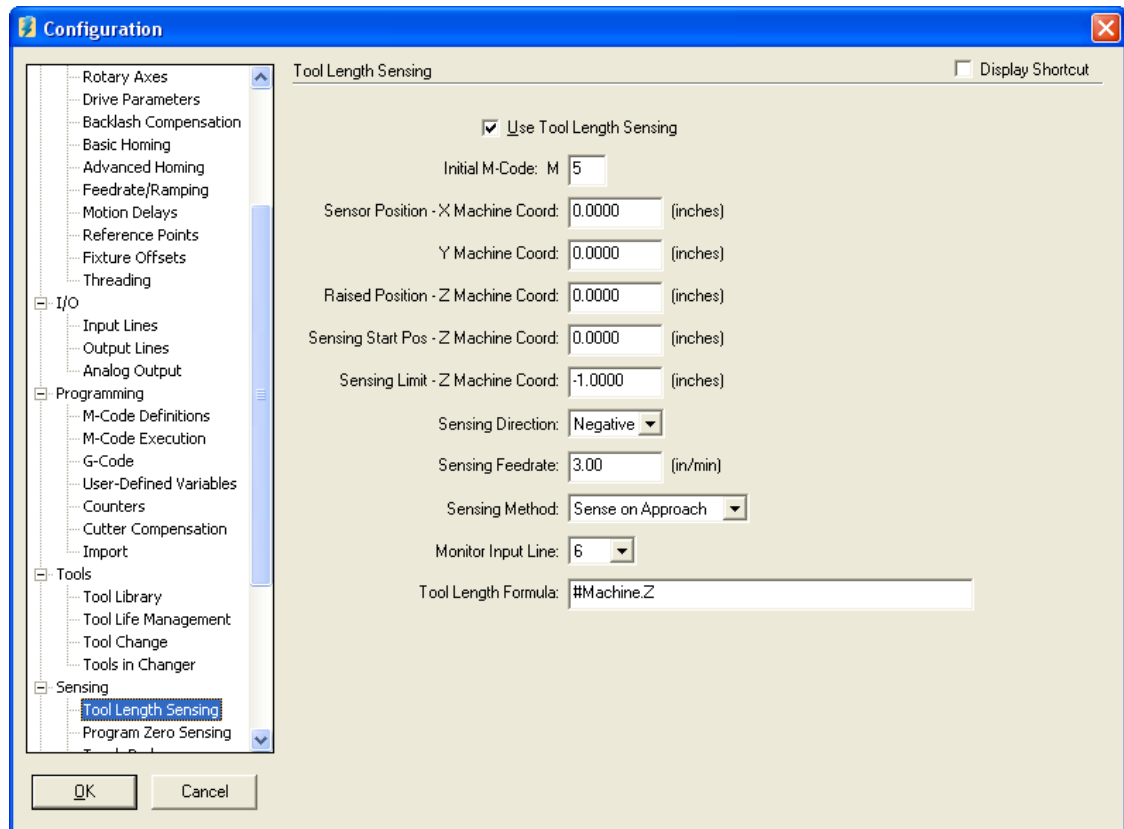 Configuration
Rotary Axes
Drive Parameters
Backlash Compensation
Basic Homing
Advanced Homing
Feedrate/Ramping
Motion Delays
Reference Points
Fixture Offsets
Threading
I/O
Input Lines
Output Lines
Analog Output
Programming
M-Code Definitions
M-Code Execution
G-Code
User-Defined Variables
Counters
Cutter Compensation
Import
Tools
Tool Library
Tool Life Management
Tool Change
Tools in Changer
Sensing
Tool Length Sensing
Program Zero Sensing
OK Cancel
Tool Length Sensing Display Shortcut
Use Tool Length Sensing
Initial M-Code: M 5
Sensor Position - X Machine Coord: 0.0000 (inches)
Y Machine Coord: 0.0000 (inches)
Raised Position - Z Machine Coord: 0.0000 (inches)
Sensing Start Pos - Z Machine Coord: 0.0000 (inches)
Sensing Limit - Z Machine Coord: -1.0000 (inches)
Sensing Direction: Negative
Sensing Feedrate: 3.00 (in/min)
Sensing Method: Sense on Approach
Monitor Input Line: 6
Tool Length Formula: #Machine.Z